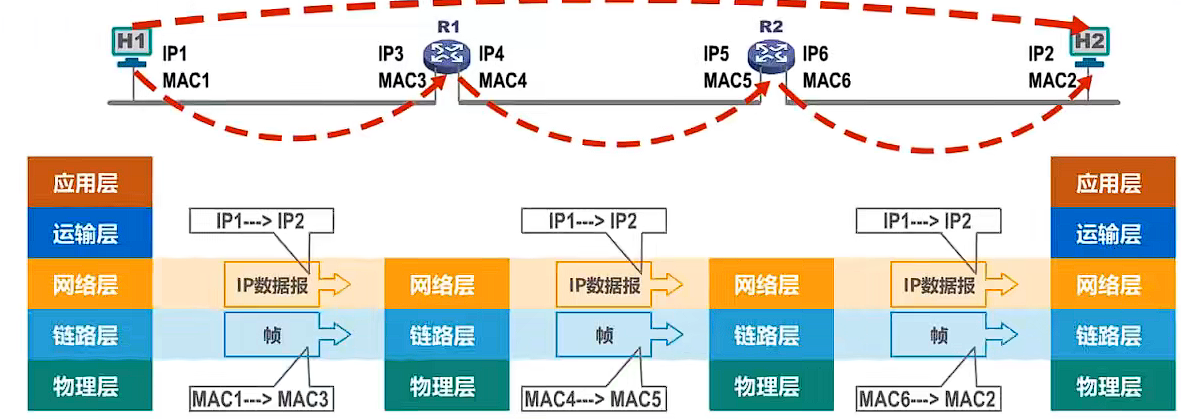 H1 IP1 MAC1
IP3 MAC3 R1 IP4 MAC4
IP5 MAC5 R2 IP6 MAC6
IP2 MAC2 H2
应用层 应用层
运输层 IP1---> IP2 IP1---> IP2 IP1---> IP2 运输层
网络层 IP数据报 网络层 IP数据报 网络层 IP数据报 网络层
链路层 帧 链路层 帧 链路层 帧 链路层
物理层 MAC1---> MAC3 物理层 MAC4---> MAC5 物理层 MAC6---> MAC2 物理层